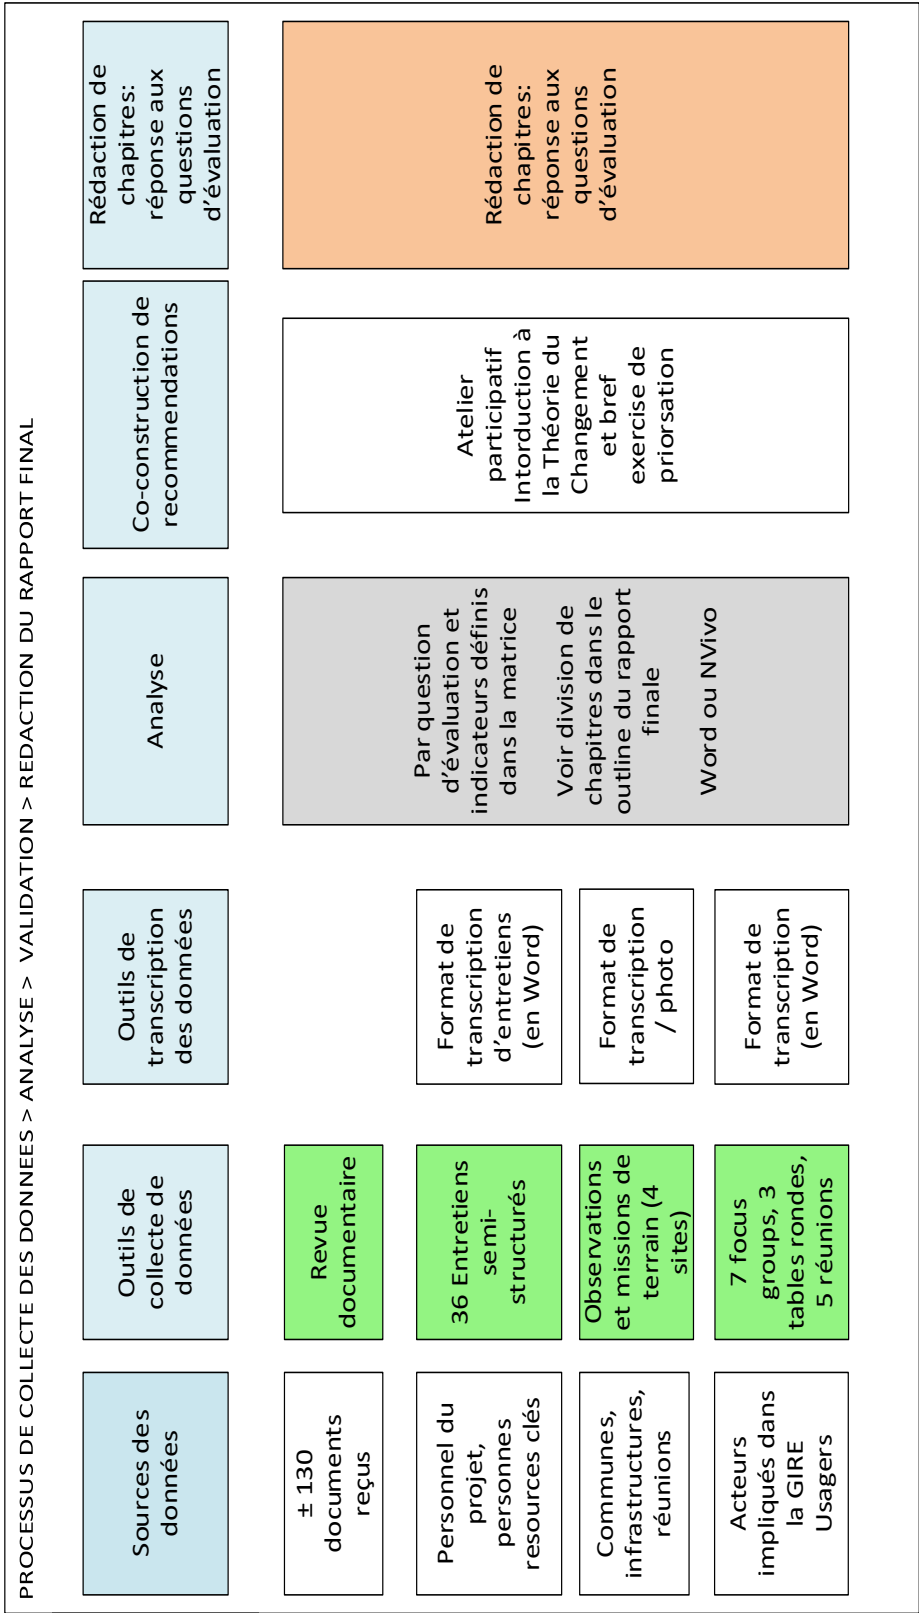 PROCESSUS DE COLLECTE DES DONNEES > ANALYSE > VALIDATION > REDACTION DU RAPPORT FINAL
Sources des
données
Outils de
collecte de
données
Outils de
transcription
des données
Analyse
Co-construction de
recommendations
Rédaction de
chapitres:
réponse aux
questions
d'évaluation
± 130
documents
reçus
Revue
documentaire
Personnel du
projet,
personnes
resources clés
36 Entretiens
semi-
structurés
Format de
transcription
d'entretiens
(en Word)
Communes,
infrastructures,
réunions
Observations
et missions de
terrain (4
sites)
Format de
transcription
/ photo
Acteurs
impliqués dans
la GIRE
Usagers
7 focus
groups, 3
tables rondes,
5 réunions
Format de
transcription
(en Word)
Par question
d'évaluation et
indicateurs définis
dans la matrice
Voir division de
chapitres dans le
outline du rapport
finale
Word ou NVivo
Atelier
participatif
Intorduction à
la Théorie du
Changement
et bref
exercise de
priorsation
Rédaction de
chapitres:
réponse aux
questions
d'évaluation